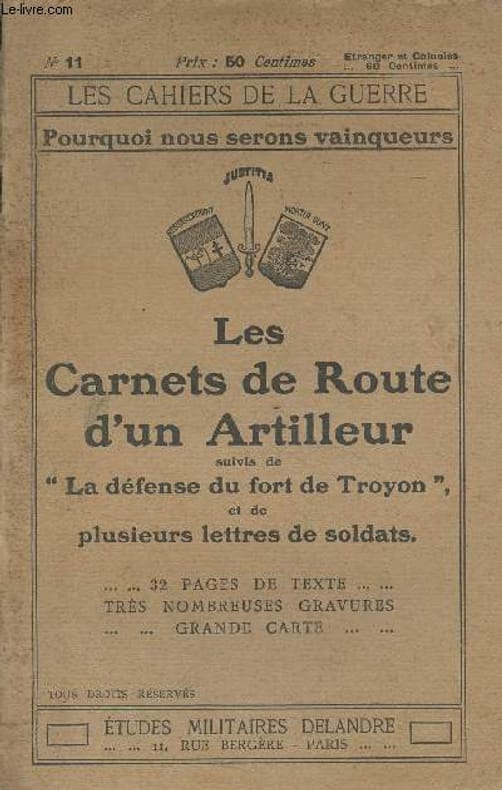 Le-livre.com
N° 11 Prix : 50 Centimes Etranger et Colonies
... 60 Centimes ...
LES CAHIERS DE LA GUERRE
Pourquoi nous serons vainqueurs
JUSTITIA
MORTUI SUNT
Les
Carnets de Route
d'un Artilleur
suivis de
“ La défense du fort de Troyon ”,
et de
plusieurs lettres de soldats.
... ... 32 PAGES DE TEXTE ... ...
TRÈS NOMBREUSES GRAVURES
... ... GRANDE CARTE ... ...
TOUS DROITS RÉSERVÉS
ÉTUDES MILITAIRES DELANDRE
... ... 11, RUE BERGÈRE - PARIS ... ...